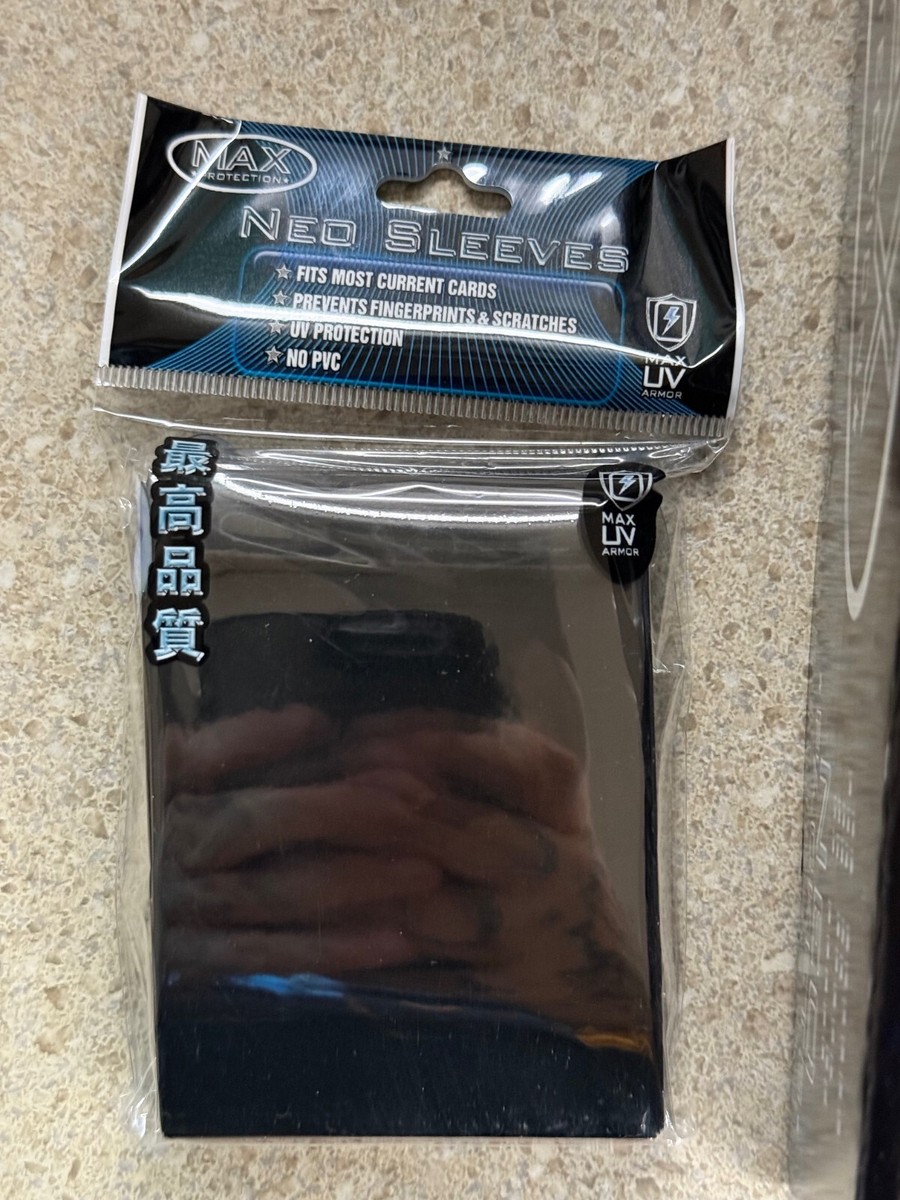 MAX
PROTECTION
NEO SLEEVES
FITS MOST CURRENT CARDS
PREVENTS FINGERPRINTS & SCRATCHES
UV PROTECTION
NO PVC
MAX
UV
ARMOR
最高品質
MAX
UV
ARMOR